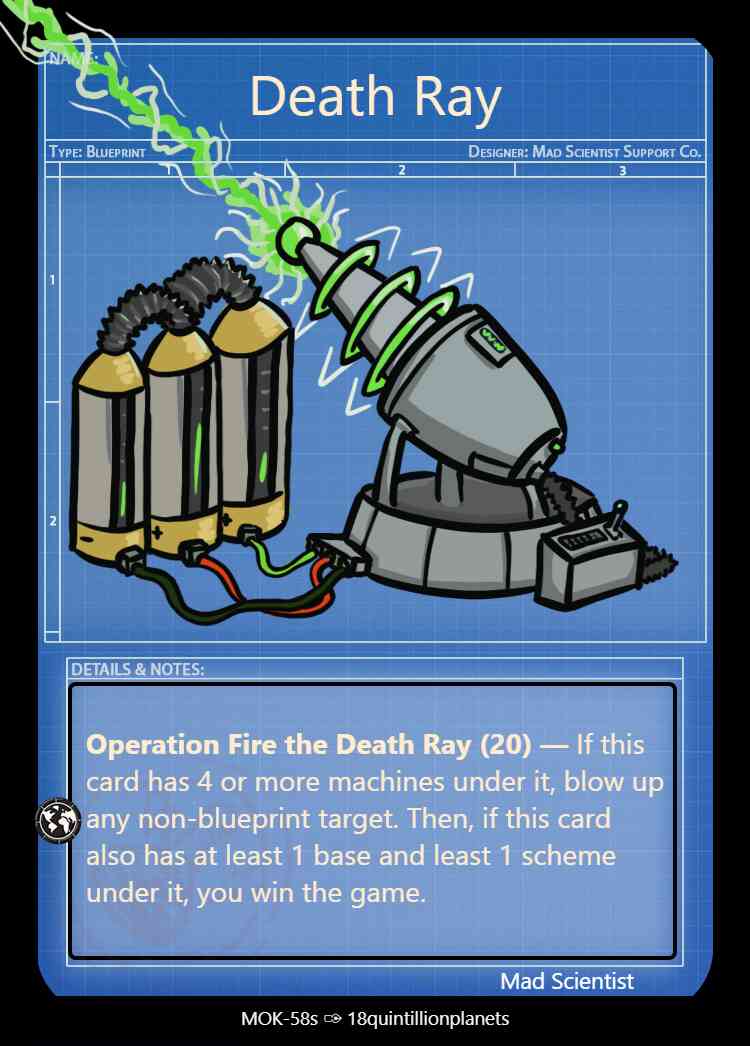 NAME:
Death Ray
TYPE: BLUEPRINT
DESIGNER: MAD SCIENTIST SUPPORT CO.
1 2 3
1
2
DETAILS & NOTES:
Operation Fire the Death Ray (20) — If this
card has 4 or more machines under it, blow up
any non-blueprint target. Then, if this card
also has at least 1 base and least 1 scheme
under it, you win the game.
Mad Scientist
MOK-58s ➩ 18quintillionplanets